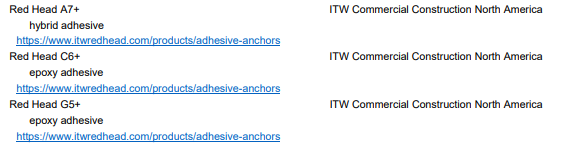 Red Head A7+ ITW Commercial Construction North America
hybrid adhesive
https://www.itwredhead.com/products/adhesive-anchors
Red Head C6+ ITW Commercial Construction North America
epoxy adhesive
https://www.itwredhead.com/products/adhesive-anchors
Red Head G5+ ITW Commercial Construction North America
epoxy adhesive
https://www.itwredhead.com/products/adhesive-anchors